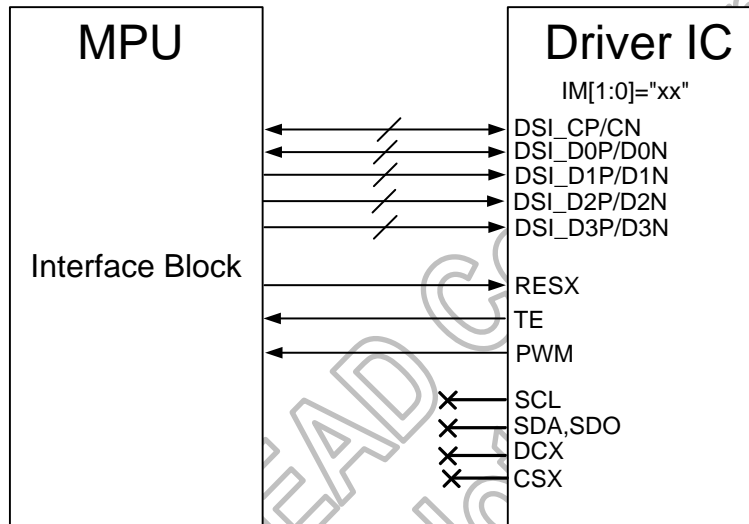 MPU
Driver IC
IM[1:0]="xx"
DSI_CP/CN
DSI_D0P/D0N
DSI_D1P/D1N
DSI_D2P/D2N
DSI_D3P/D3N
Interface Block
RESX
TE
PWM
SCL
SDA,SDO
DCX
CSX